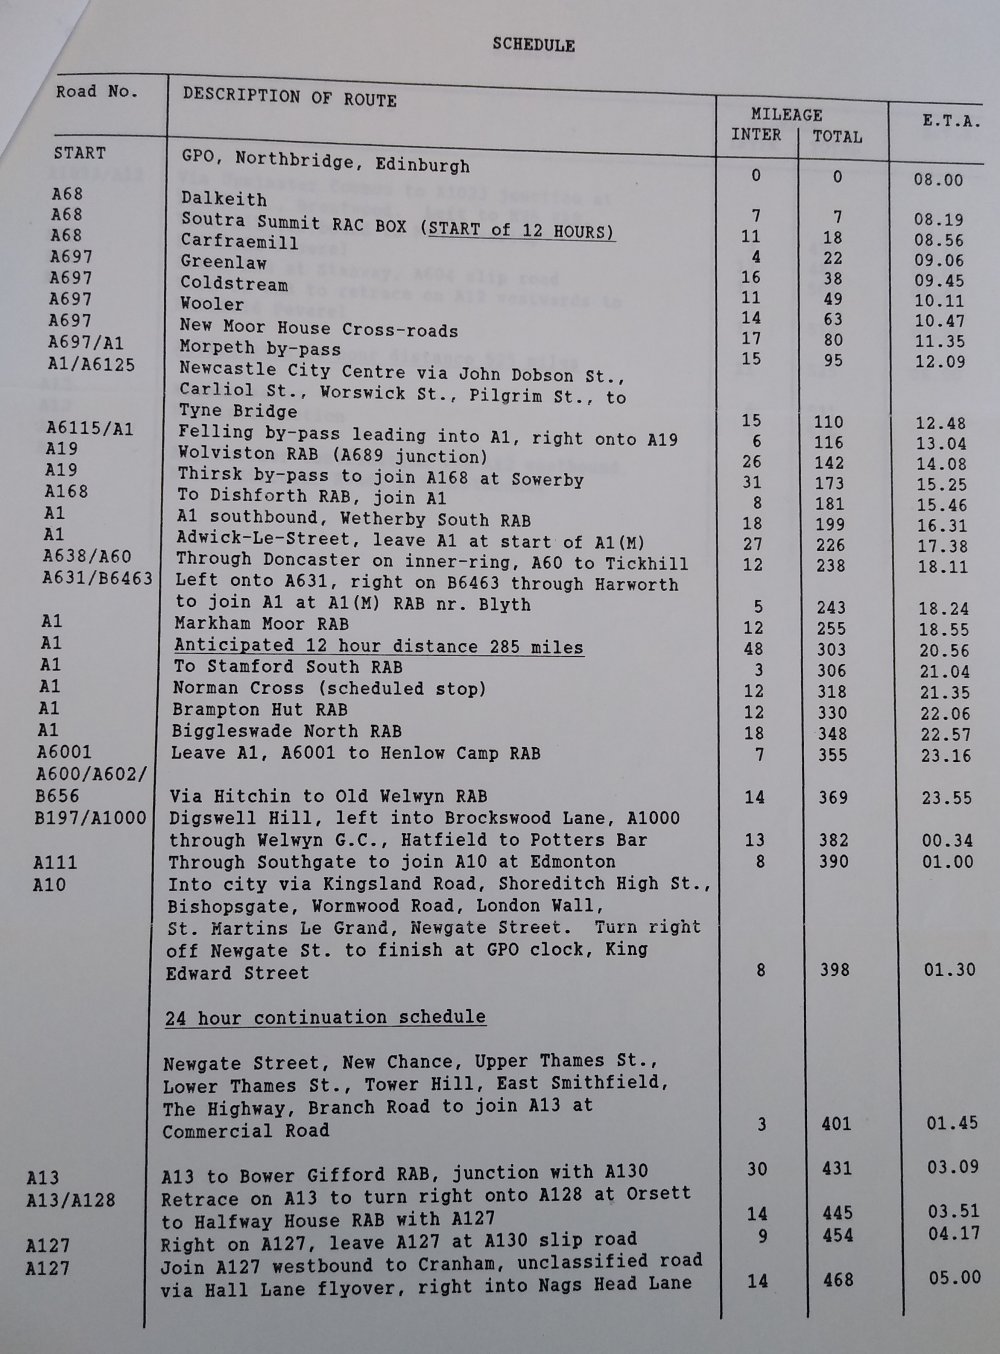 SCHEDULE
Road No. DESCRIPTION OF ROUTE MILEAGE E.T.A.
INTER TOTAL
START GPO, Northbridge, Edinburgh 0 0 08.00
A68 Dalkeith 7 7 08.19
A68 Soutra Summit RAC BOX (START of 12 HOURS) 11 18 08.56
A68 Carfraemill 4 22 09.06
A697 Greenlaw 16 38 09.45
A697 Coldstream 11 49 10.11
A697 Wooler 14 63 10.47
A697 New Moor House Cross-roads 17 80 11.35
A697/A1 Morpeth by-pass 15 95 12.09
A1/A6125 Newcastle City Centre via John Dobson St.,
Carliol St., Worswick St., Pilgrim St., to
Tyne Bridge 15 110 12.48
A6115/A1 Felling by-pass leading into A1, right onto A19 6 116 13.04
A19 Wolviston RAB (A689 junction) 26 142 14.08
A19 Thirsk by-pass to join A168 at Sowerby 31 173 15.25
A168 To Dishforth RAB, join A1 8 181 15.46
A1 A1 southbound, Wetherby South RAB 18 199 16.31
A1 Adwick-Le-Street, leave A1 at start of A1(M) 27 226 17.38
A638/A60 Through Doncaster on inner-ring, A60 to Tickhill 12 238 18.11
A631/B6463 Left onto A631, right on B6463 through Harworth
to join A1 at A1(M) RAB nr. Blyth 5 243 18.24
A1 Markham Moor RAB 12 255 18.55
A1 Anticipated 12 hour distance 285 miles 48 303 20.56
A1 To Stamford South RAB 3 306 21.04
A1 Norman Cross (scheduled stop) 12 318 21.35
A1 Brampton Hut RAB 12 330 22.06
A1 Biggleswade North RAB 18 348 22.57
A6001 Leave A1, A6001 to Henlow Camp RAB 7 355 23.16
A600/A602/
B656 Via Hitchin to Old Welwyn RAB 14 369 23.55
B197/A1000 Digswell Hill, left into Brockswood Lane, A1000
through Welwyn G.C., Hatfield to Potters Bar 13 382 00.34
A111 Through Southgate to join A10 at Edmonton 8 390 01.00
A10 Into city via Kingsland Road, Shoreditch High St.,
Bishopsgate, Wormwood Road, London Wall,
St. Martins Le Grand, Newgate Street. Turn right
off Newgate St. to finish at GPO clock, King
Edward Street 8 398 01.30
24 hour continuation schedule
Newgate Street, New Chance, Upper Thames St.,
Lower Thames St., Tower Hill, East Smithfield,
The Highway, Branch Road to join A13 at
Commercial Road 3 401 01.45
A13 A13 to Bower Gifford RAB, junction with A130 30 431 03.09
A13/A128 Retrace on A13 to turn right onto A128 at Orsett
to Halfway House RAB with A127 14 445 03.51
A127 Right on A127, leave A127 at A130 slip road 9 454 04.17
A127 Join A127 westbound to Cranham, unclassified road
via Hall Lane flyover, right into Nags Head Lane 14 468 05.00